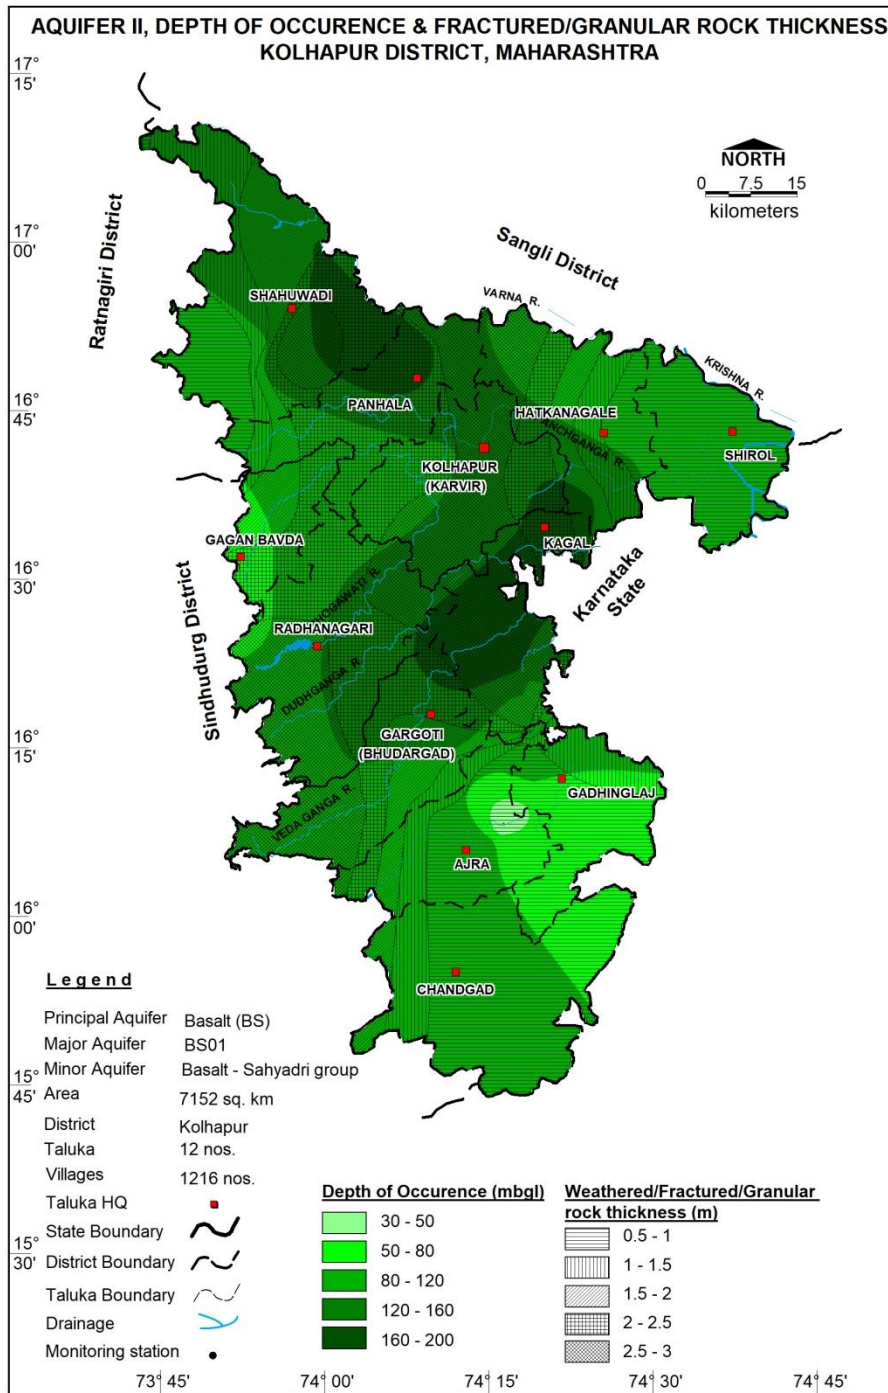 AQUIFER II, DEPTH OF OCCURENCE & FRACTURED/GRANULAR ROCK THICKNESS
KOLHAPUR DISTRICT, MAHARASHTRA
17°
15'
NORTH
0 7.5 15
kilometers
17°
00'
Ratnagiri District
Sangli District
SHAHUWADI
VARNA R.
KRISHNA R.
16°
45'
PANHALA
HATKANAGALE
ANCHGANGA R.
SHIROL
KOLHAPUR
(KARVIR)
GAGAN BAVDA
KAGAL
16°
30'
Karnataka
State
Sindhudurg District
HOGAWATI R.
RADHANAGARI
DUDHGANGA R.
16°
15'
GARGOTI
(BHUDARGAD)
GADHINGLAJ
VEDA GANGA R.
AJRA
16°
00'
CHANDGAD
Legend
Principal Aquifer Basalt (BS)
Major Aquifer BS01
Minor Aquifer Basalt - Sahyadri group
15°
45'
Area 7152 sq. km
District Kolhapur
Taluka 12 nos.
Villages 1216 nos.
Taluka HQ
State Boundary
District Boundary
Taluka Boundary
Drainage
Monitoring station
15°
30'
Depth of Occurence (mbgl)
30 - 50
50 - 80
80 - 120
120 - 160
160 - 200
Weathered/Fractured/Granular
rock thickness (m)
0.5 - 1
1 - 1.5
1.5 - 2
2 - 2.5
2.5 - 3
73° 45' 74° 00' 74° 15' 74° 30' 74° 45'